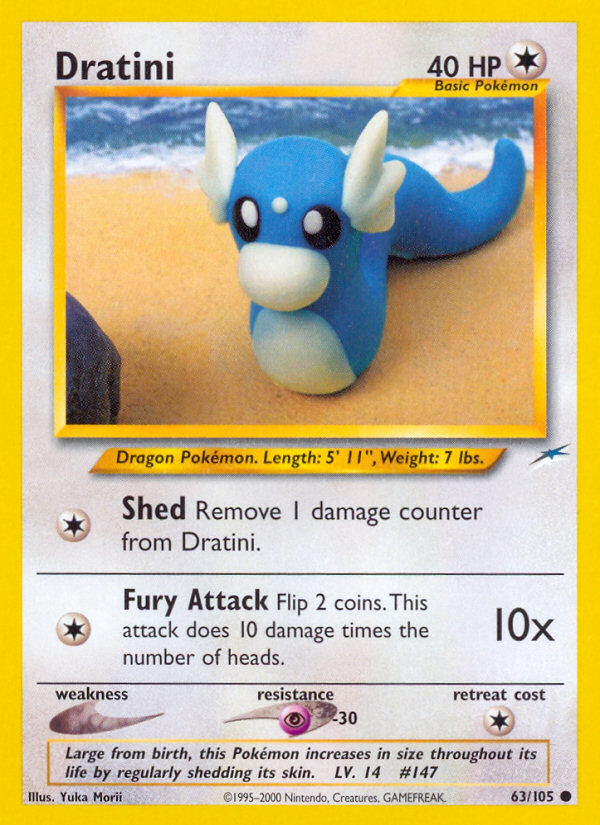 Dratini
40 HP
Basic Pokémon
Dragon Pokémon. Length: 5' 11", Weight: 7 lbs.
Shed Remove 1 damage counter
from Dratini.
Fury Attack Flip 2 coins. This
attack does 10 damage times the
number of heads.
10x
weakness
resistance
-30
retreat cost
Large from birth, this Pokémon increases in size throughout its
life by regularly shedding its skin. LV. 14 #147
Illus. Yuka Morii
©1995–2000 Nintendo, Creatures, GAMEFREAK.
63/105